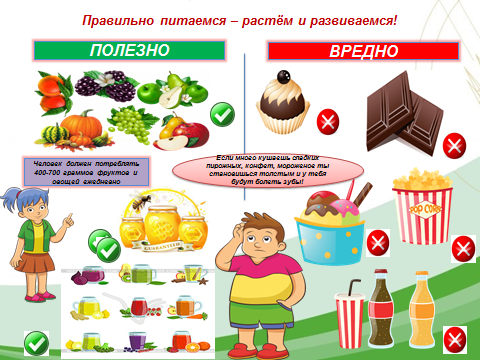 Правильно питаемся – растём и развиваемся!
ПОЛЕЗНО
ВРЕДНО
Человек должен потреблять
400-700 граммов фруктов и
овощей ежедневно
Если много кушаешь сладких
пирожных, конфет, мороженое ты
становишься толстым и у тебя
будут болеть зубы!
GUARANTEED
POP CORN